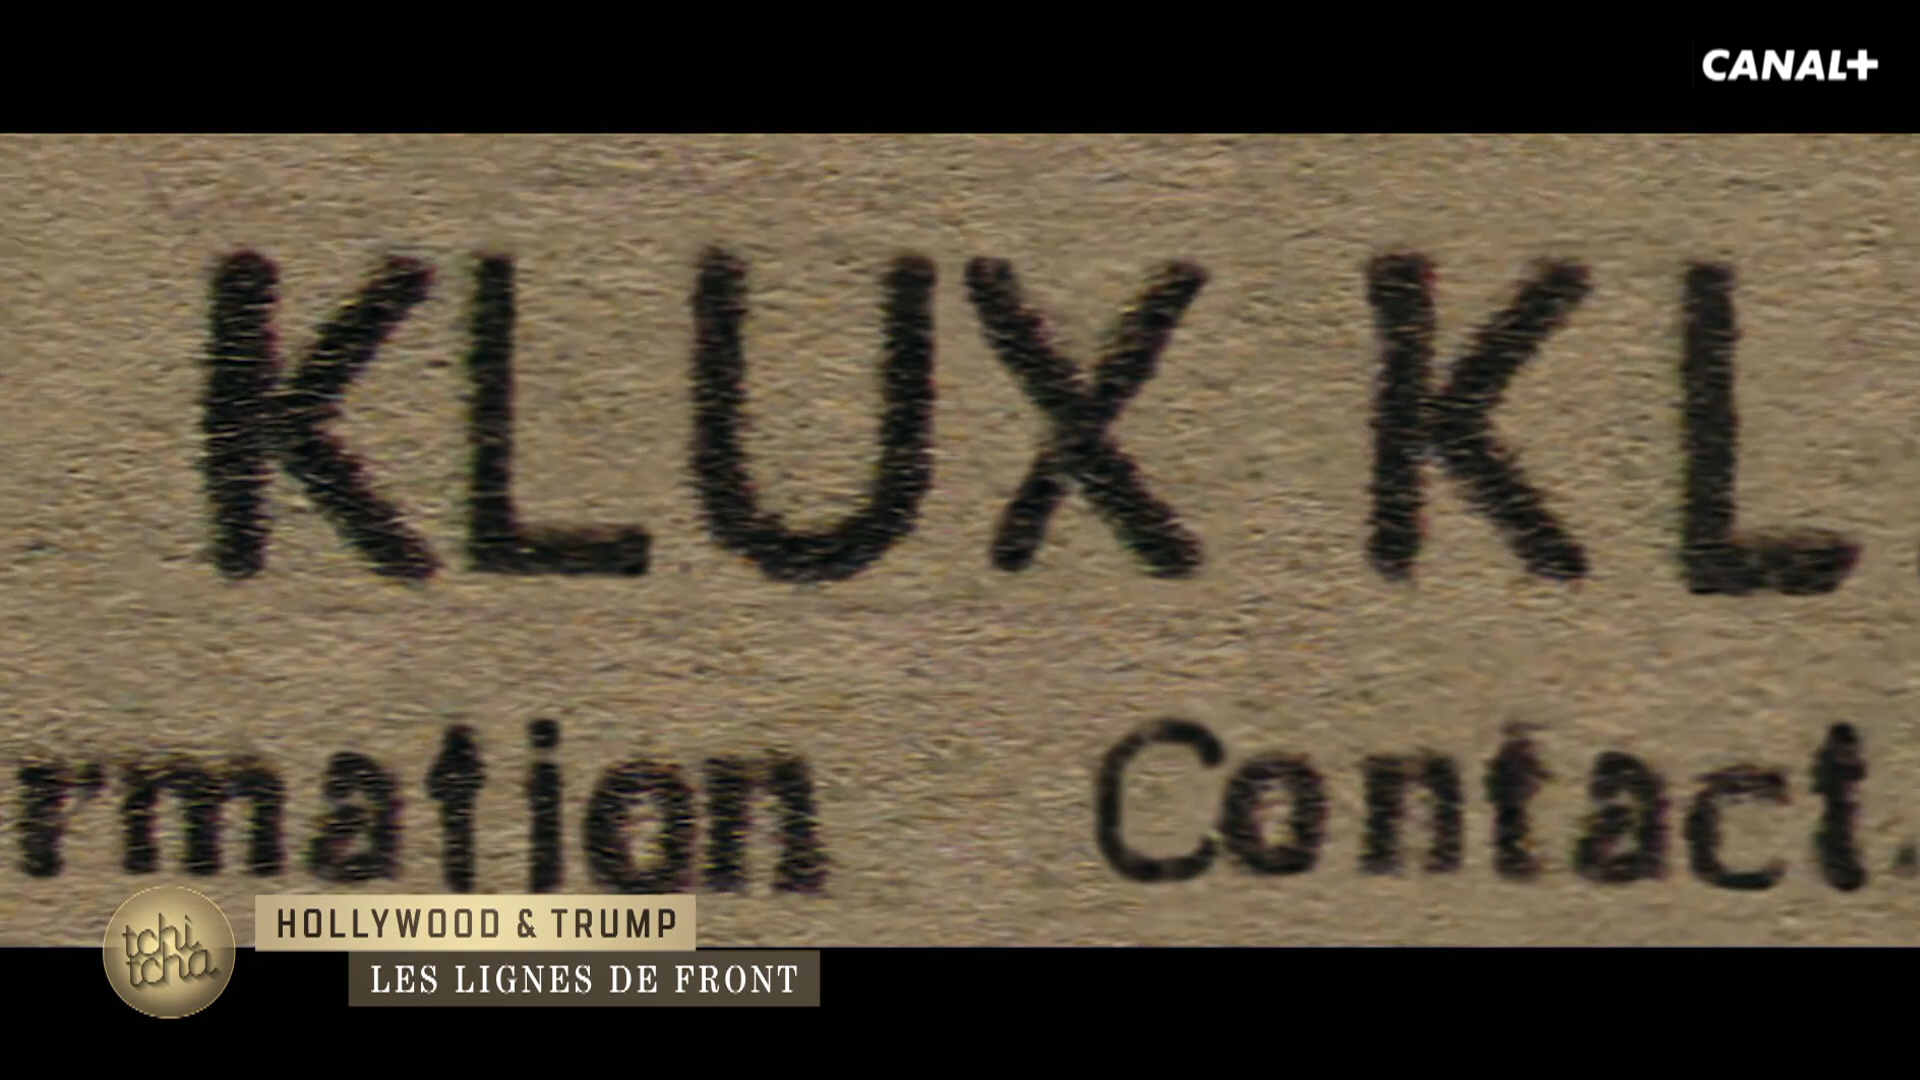 CANAL+
KLUX KL
rmation Contact.
tchi
tcha
HOLLYWOOD & TRUMP
LES LIGNES DE FRONT